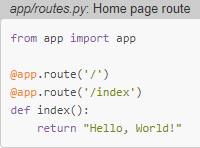 app/routes.py: Home page route
from app import app
@app.route('/')
@app.route('/index')
def index():
    return "Hello, World!"